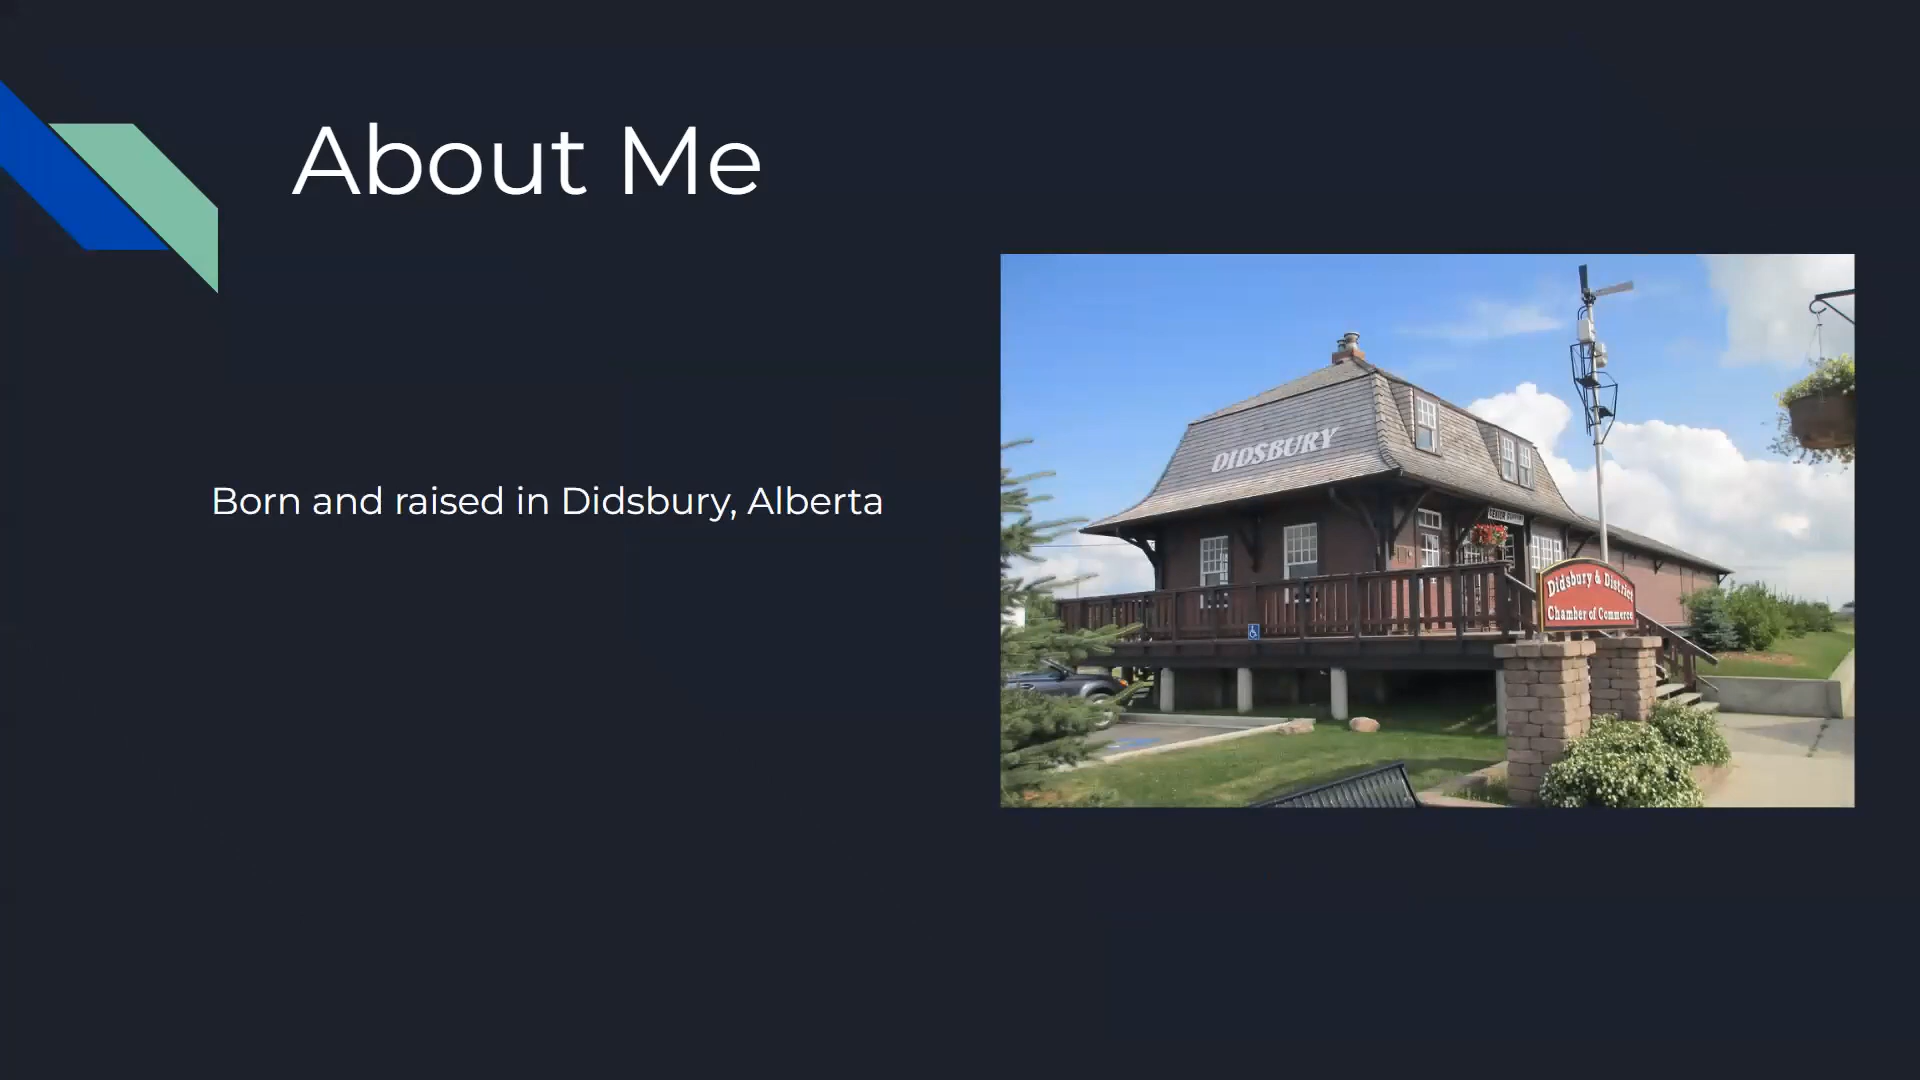 About Me
Born and raised in Didsbury, Alberta
DIDSBURY
Didsbury & District
Chamber of Commerce